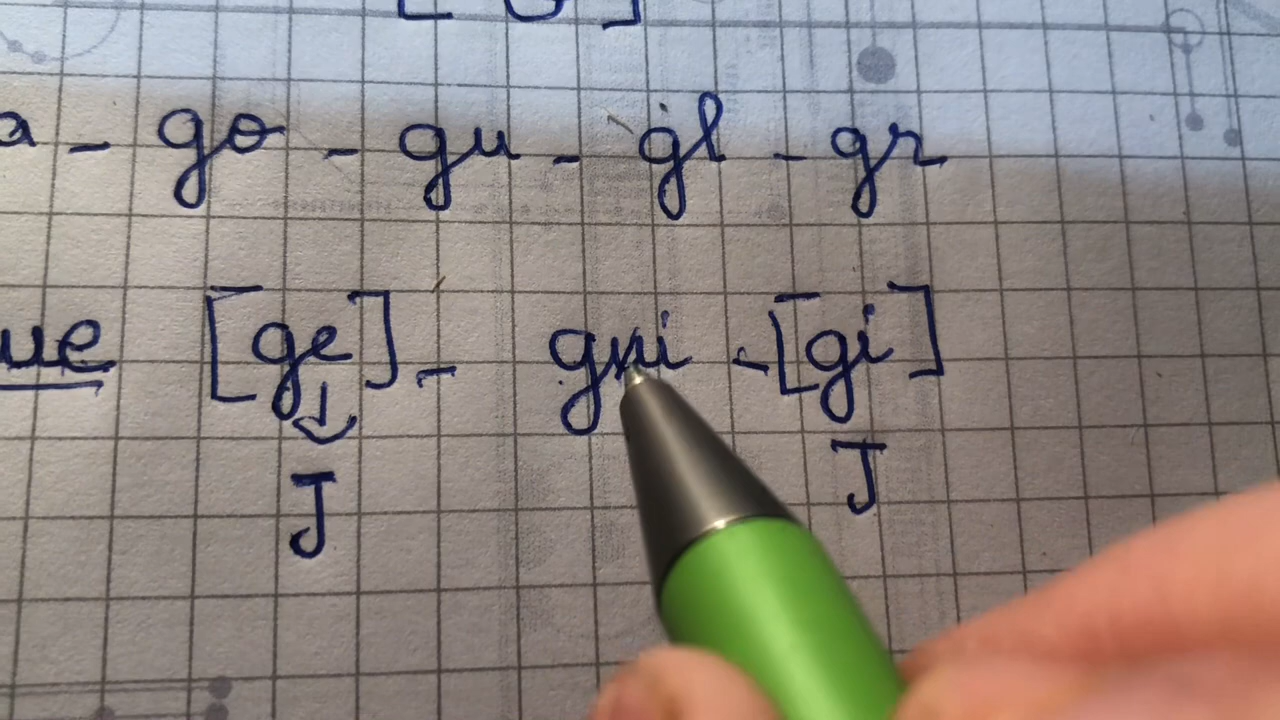 a - go - gu - gl - gr
ue [ge] - gui - [gi]
↓
J J